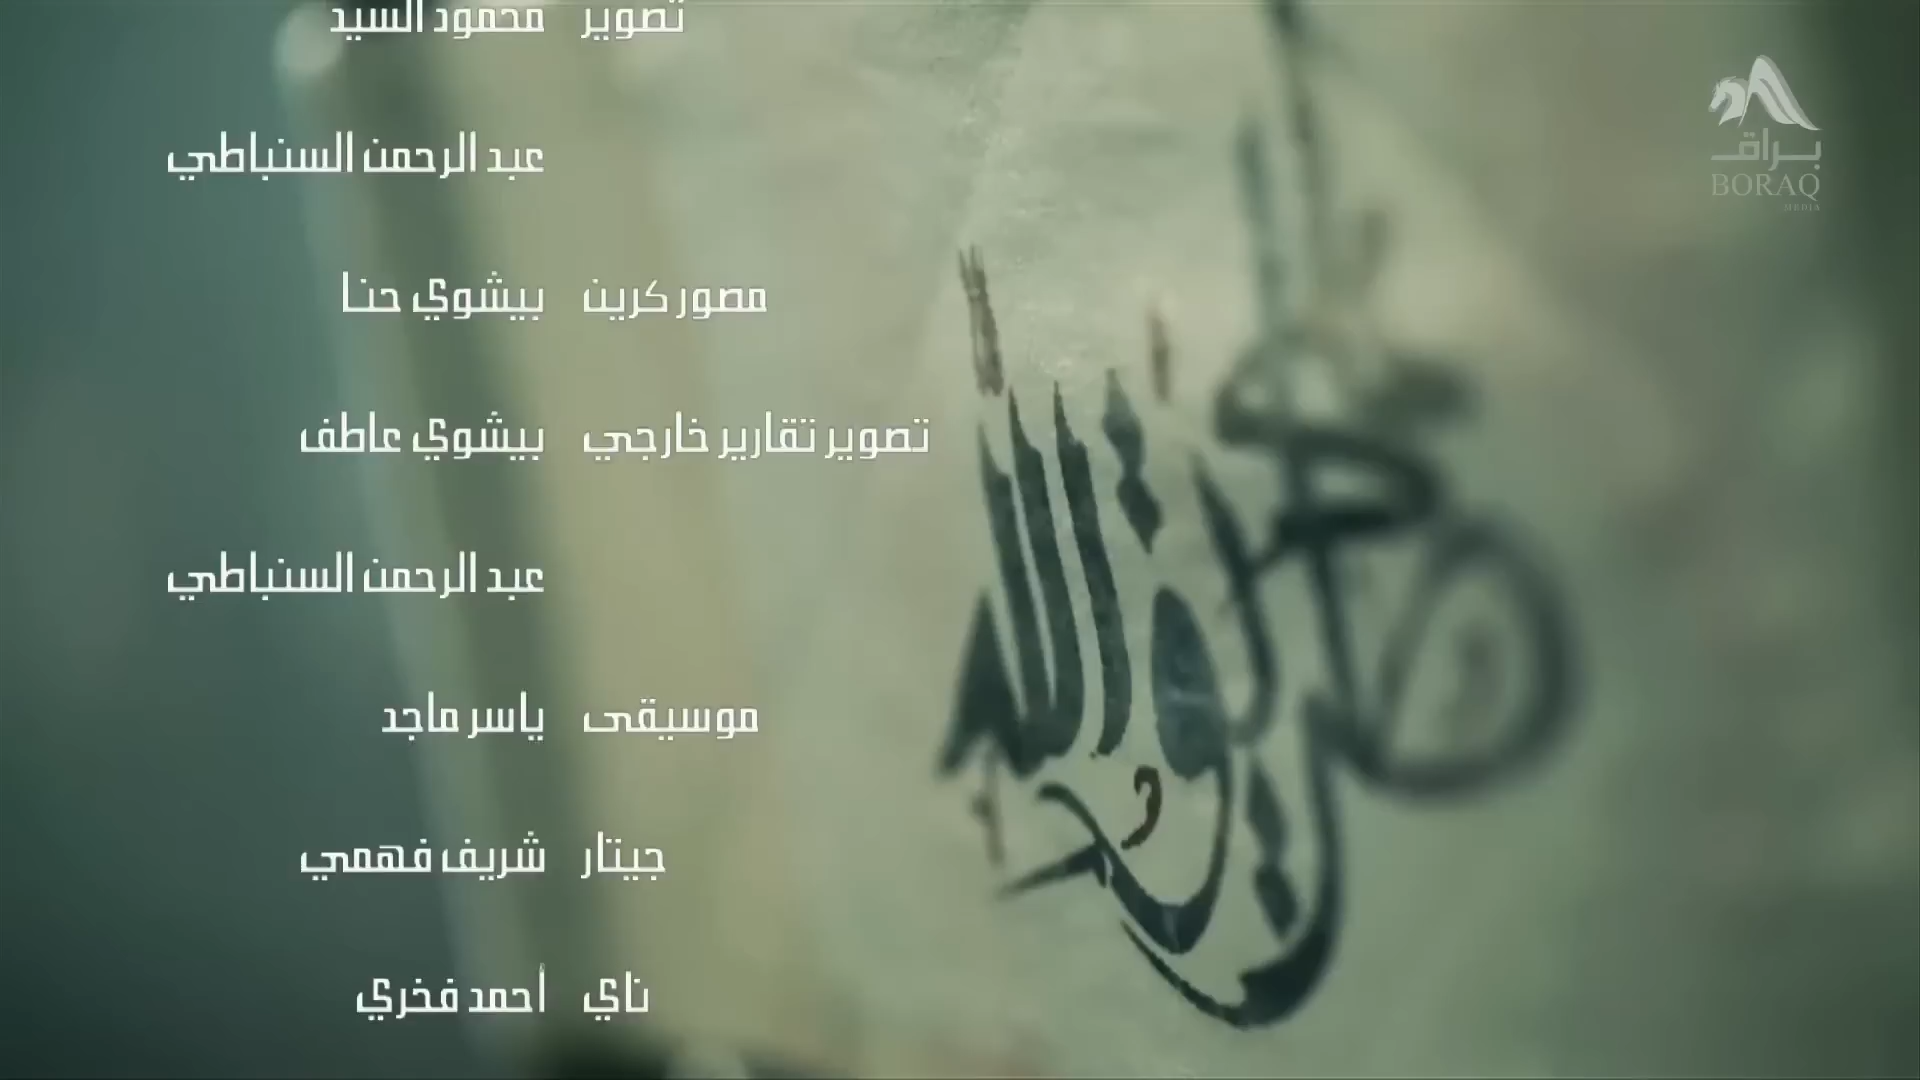 تصوير محمود السيد
عبد الرحمن السنباطي
مصور كرين بيشوي حنا
تصوير تقارير خارجي بيشوي عاطف
عبد الرحمن السنباطي
موسيقى ياسر ماجد
جيتار شريف فهمي
ناي أحمد فخري
براق
BORAQ
MEDIA